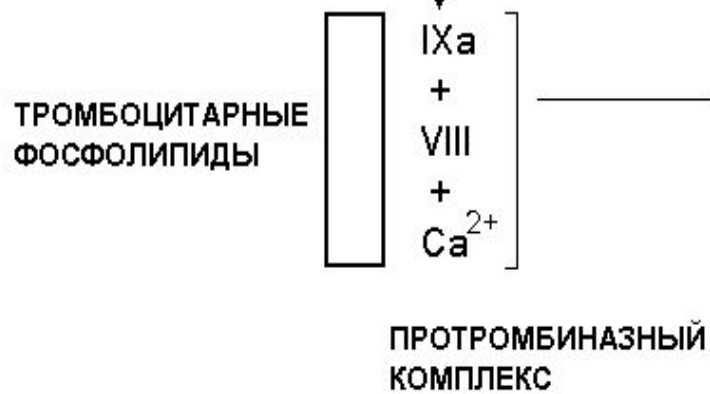 IXa
+
ТРОМБОЦИТАРНЫЕ
ФОСФОЛИПИДЫ
VIII
+
Ca²⁺
ПРОТРОМБИНАЗНЫЙ
КОМПЛЕКС